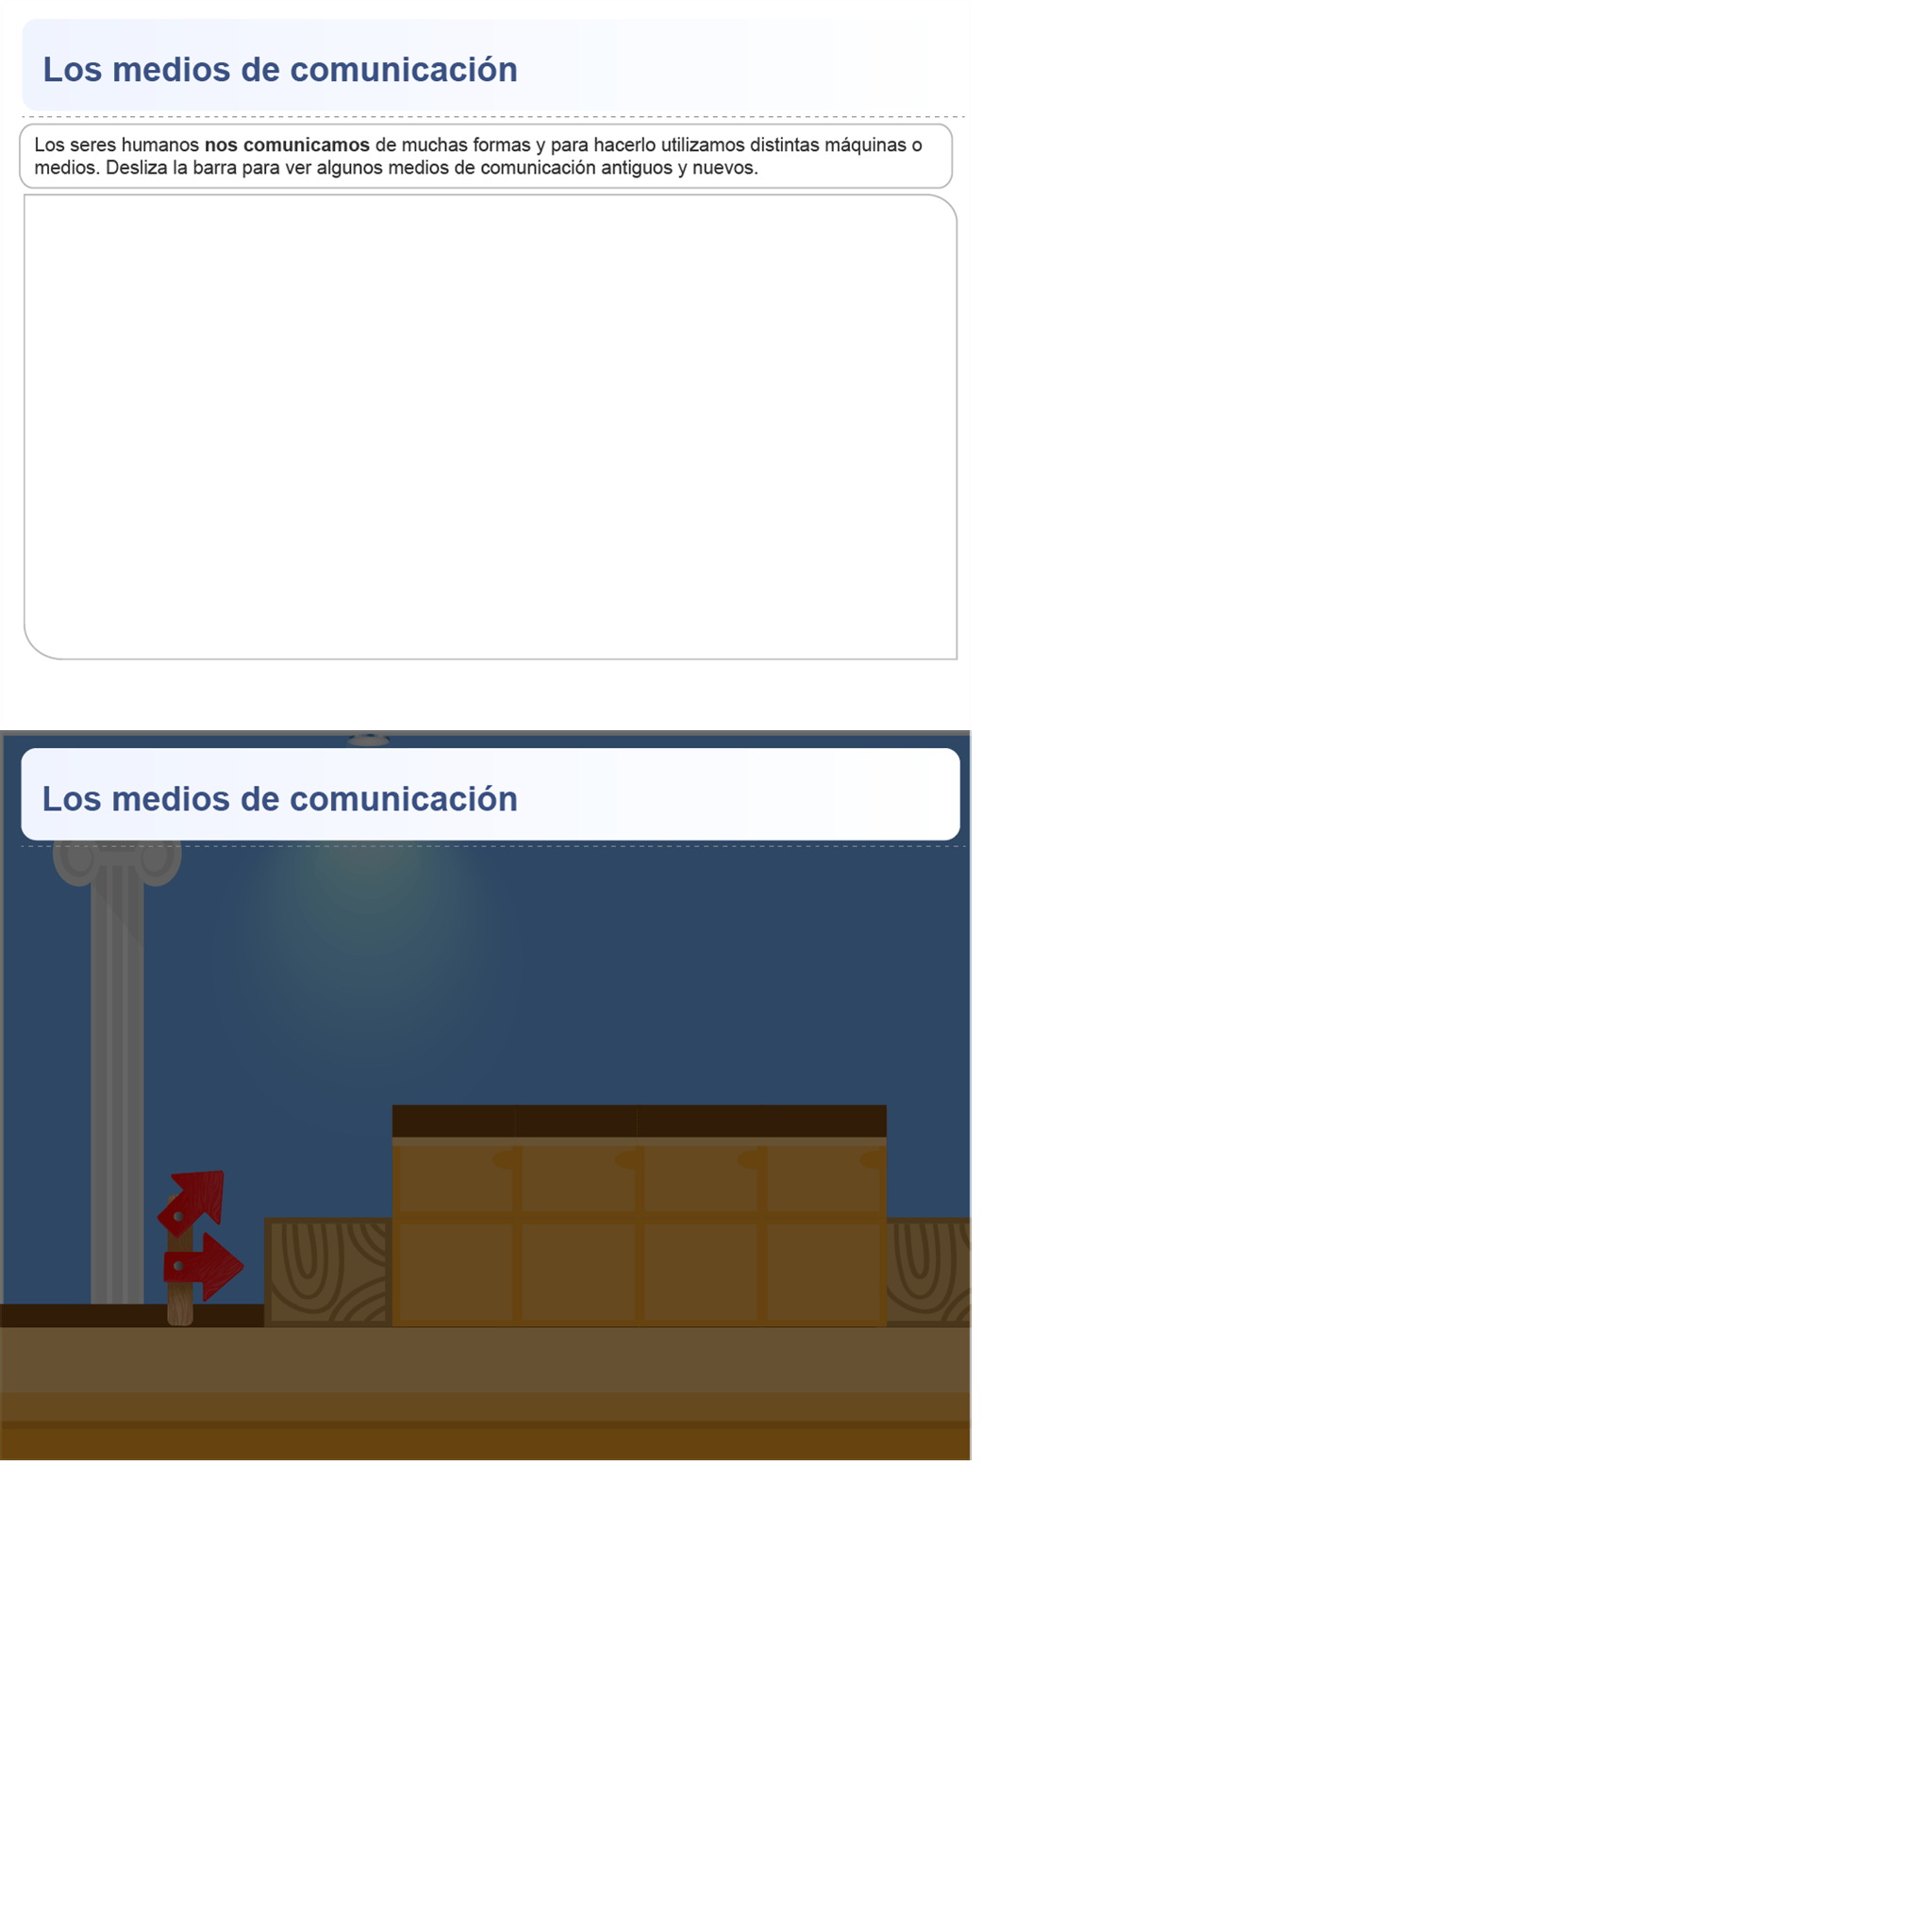 Los medios de comunicación
Los seres humanos nos comunicamos de muchas formas y para hacerlo utilizamos distintas máquinas o
medios. Desliza la barra para ver algunos medios de comunicación antiguos y nuevos.
Los medios de comunicación